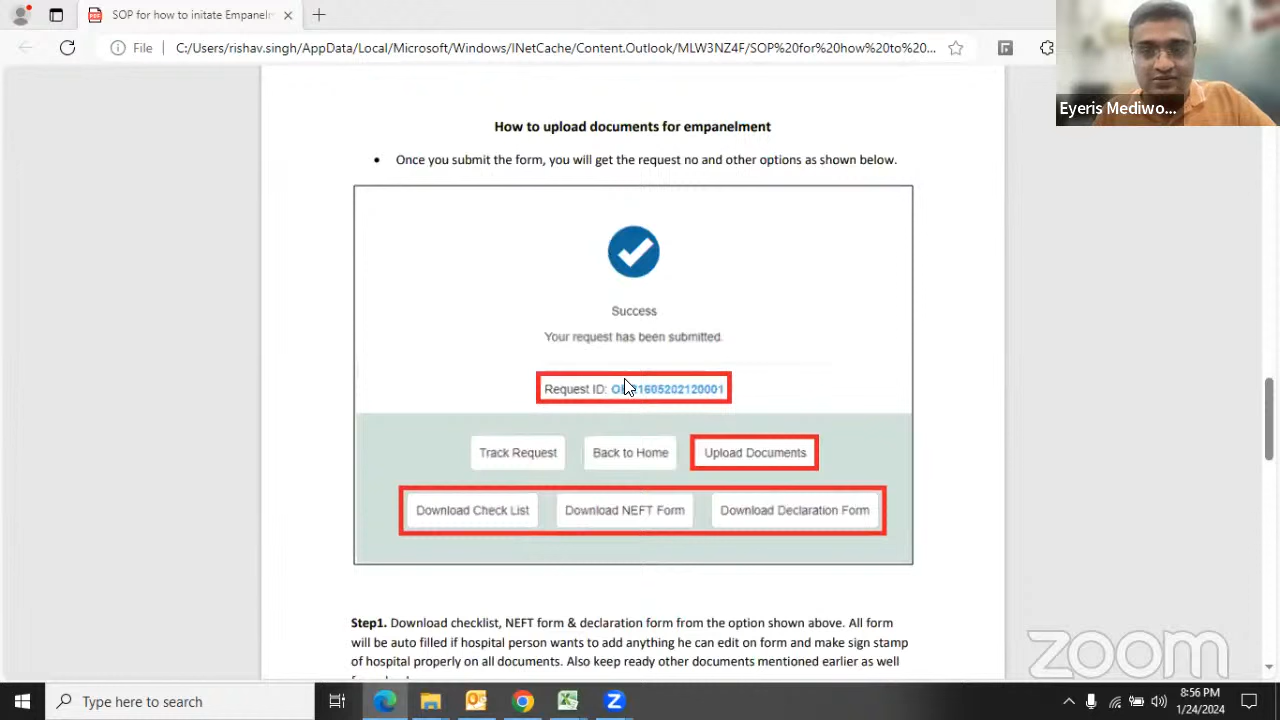 SOP for how to initate Empaneln
File
C:/Users/rishav.singh/AppData/Local/Microsoft/Windows/INetCache/Content.Outlook/MLW3NZ4F/SOP%20for%20how%20to%20...
Eyeris Mediwo...
How to upload documents for empanelment
• Once you submit the form, you will get the request no and other options as shown below.
Success
Your request has been submitted.
Request ID:
Track Request Back to Home Upload Documents
Download Check List Download NEFT Form Download Declaration Form
Step1. Download checklist, NEFT form & declaration form from the option shown above. All form
will be auto filled if hospital person wants to add anything he can edit on form and make sign stamp
of hospital properly on all documents. Also keep ready other documents mentioned earlier as well
zoom
Type here to search
8:56 PM
1/24/2024